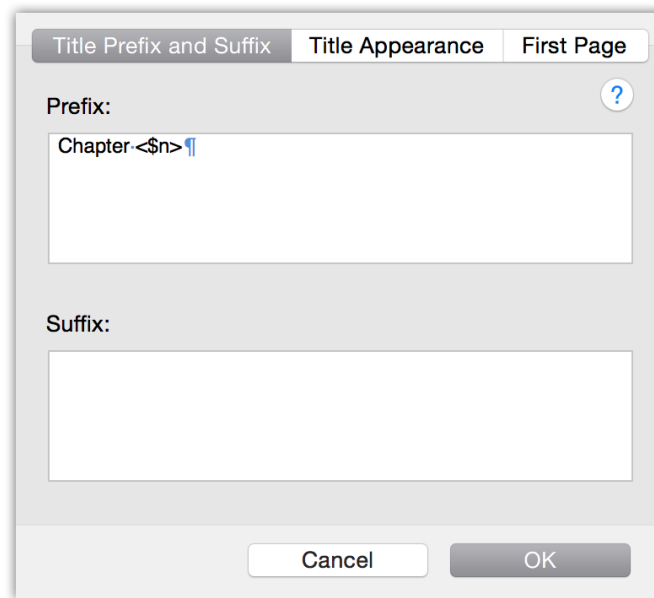 Title Prefix and Suffix Title Appearance First Page
?
Prefix:
Chapter·<$n>¶
Suffix:
Cancel OK